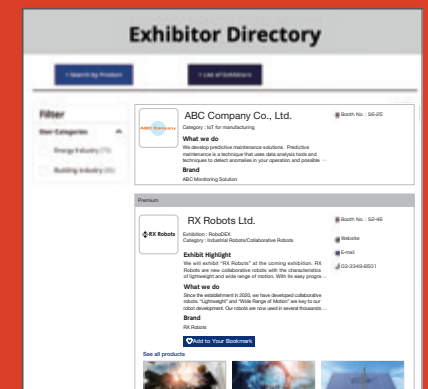 Exhibitor Directory
+ Search by Product
+ List of Exhibitors
Filter
User Categories
Energy Industry (75)
Building Industry
ABC Company
ABC Company Co., Ltd.
Category : IoT for manufacturing
What we do
We develop predictive maintenance solutions. Predictive
maintenance is a technique that uses data analysis tools and
techniques to detect anomalies in your operation and possible ...
Brand
ABC Monitoring Solution
Booth No. : S6-25
Premium
RX Robots
RX Robots Ltd.
Exhibition : RoboDEX
Category : Industrial Robots/Collaborative Robots
Exhibit Highlight
We will exhibit "RX Robots" at the coming exhibition. RX
Robots are new collaborative robots with the characteristics
of lightweight and wide range of motion. With its easy progra...
What we do
Since the establishment in 2020, we have developed collaborative
robots. "Lightweight" and "Wide Range of Motion" are key to our
robot development. Our robots are now used in several thousands...
Brand
RX Robots
Add to Your Bookmark
Booth No. : S2-46
Website
E-mail
03-3349-8501
See all products